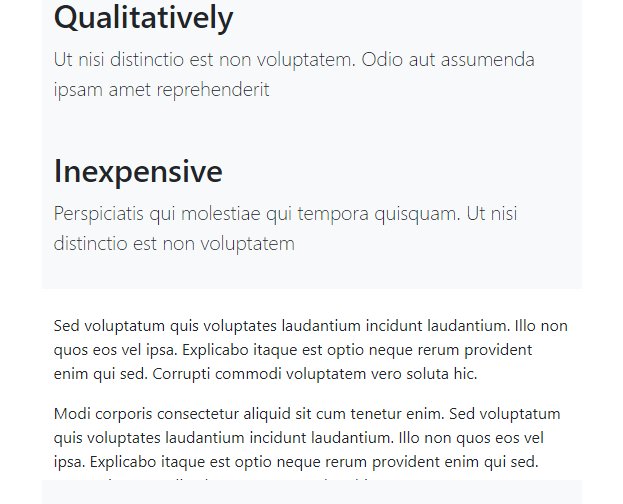 Qualitatively
Ut nisi distinctio est non voluptatem. Odio aut assumenda
ipsam amet reprehenderit
Inexpensive
Perspiciatis qui molestiae qui tempora quisquam. Ut nisi
distinctio est non voluptatem
Sed voluptatum quis voluptates laudantium incidunt laudantium. Illo non
quos eos vel ipsa. Explicabo itaque est optio neque rerum provident
enim qui sed. Corrupti commodi voluptatem vero soluta hic.
Modi corporis consectetur aliquid sit cum tenetur enim. Sed voluptatum
quis voluptates laudantium incidunt laudantium. Illo non quos eos vel
ipsa. Explicabo itaque est optio neque rerum provident enim qui sed.